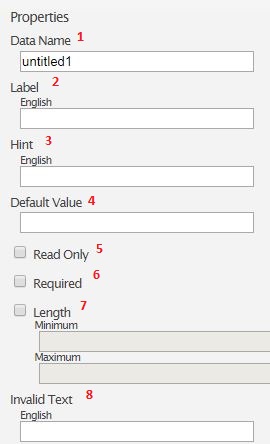 Properties
Data Name 1
untitled1
Label 2
English
Hint 3
English
Default Value 4
Read Only 5
Required 6
Length 7
Minimum
Maximum
Invalid Text 8
English